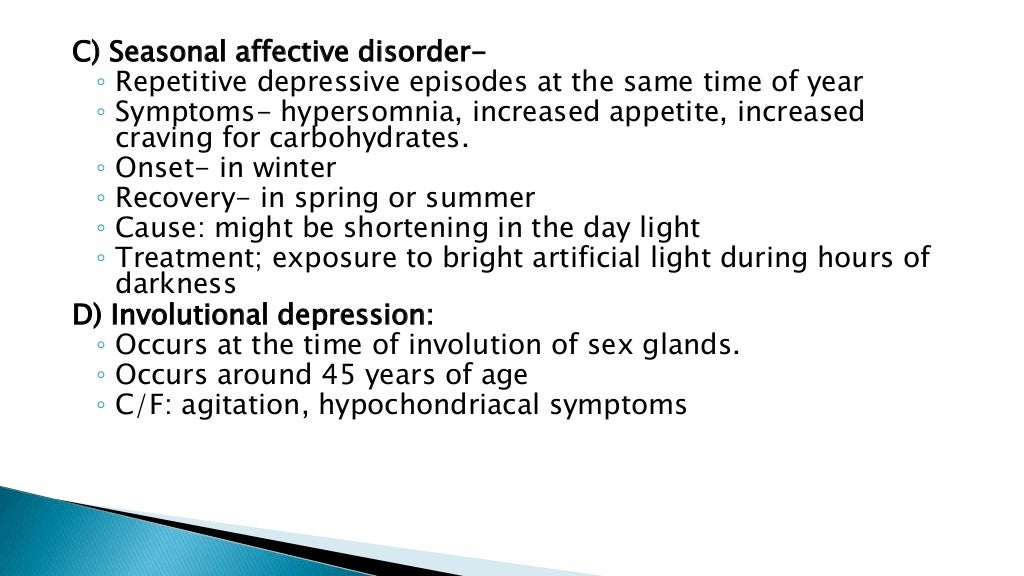 C) Seasonal affective disorder-
◦ Repetitive depressive episodes at the same time of year
◦ Symptoms- hypersomnia, increased appetite, increased
craving for carbohydrates.
◦ Onset- in winter
◦ Recovery- in spring or summer
◦ Cause: might be shortening in the day light
◦ Treatment; exposure to bright artificial light during hours of
darkness
D) Involutional depression:
◦ Occurs at the time of involution of sex glands.
◦ Occurs around 45 years of age
◦ C/F: agitation, hypochondriacal symptoms